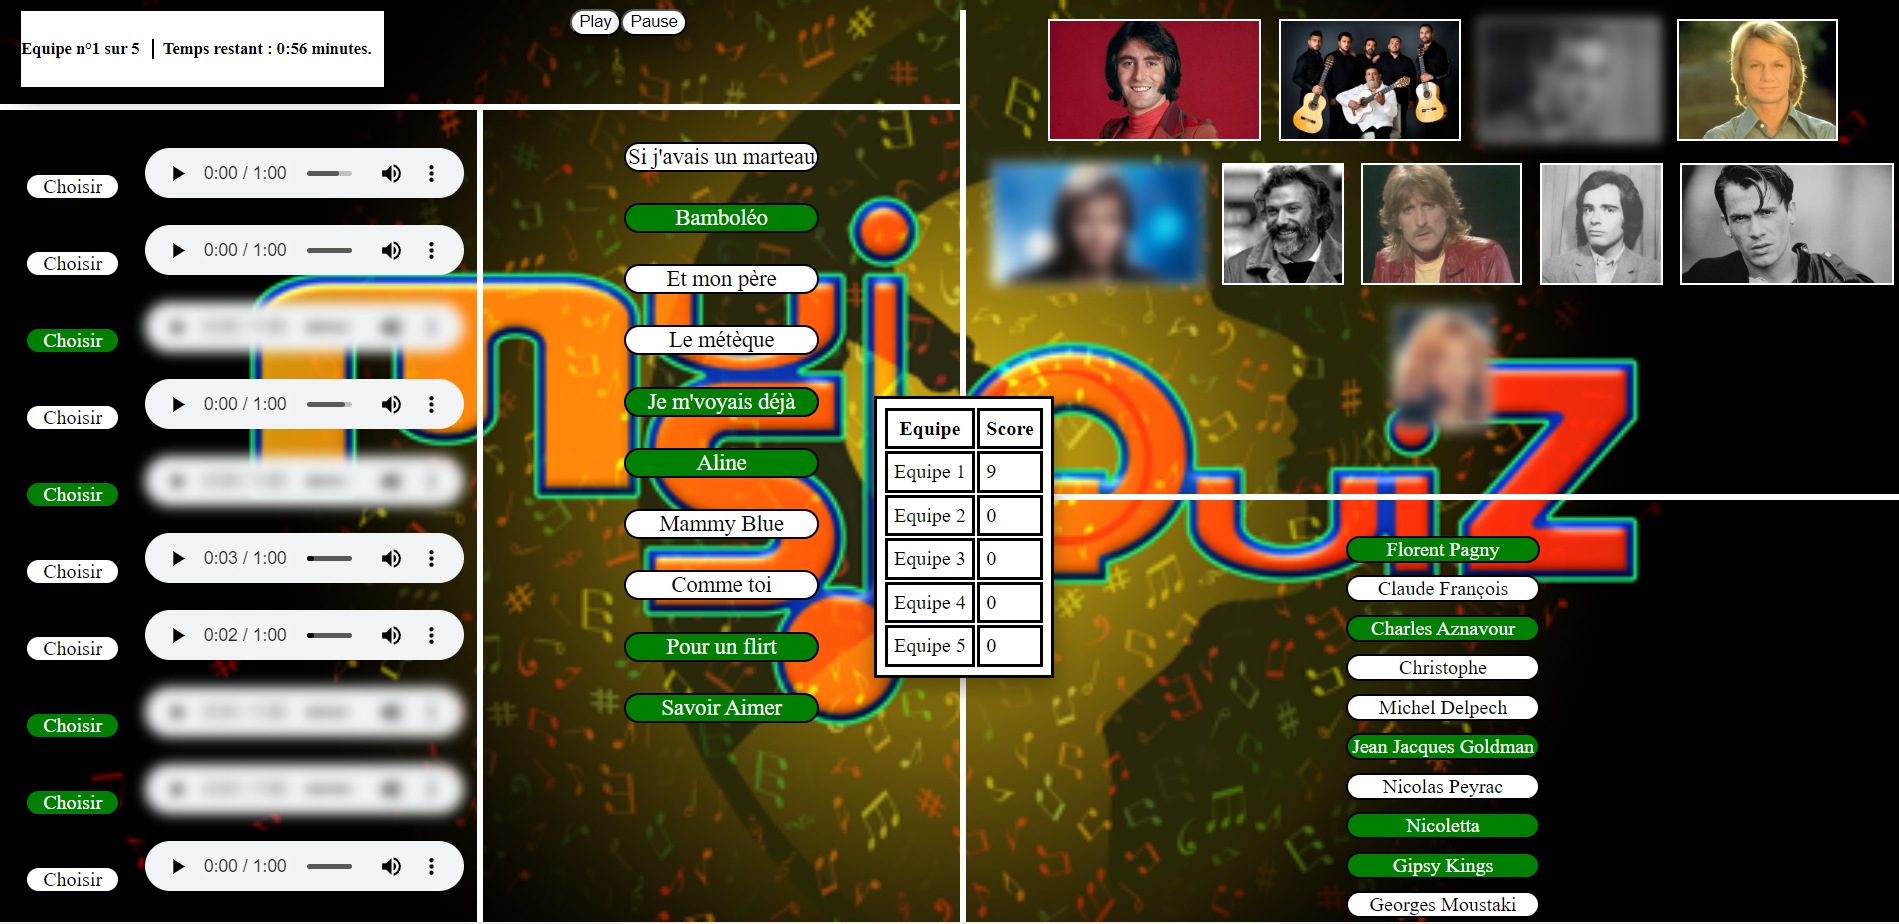 Equipe n°1 sur 5 | Temps restant : 0:56 minutes.
Play Pause
Choisir 0:00 / 1:00
Choisir 0:00 / 1:00
Choisir
Choisir 0:00 / 1:00
Choisir
Choisir 0:03 / 1:00
Choisir 0:02 / 1:00
Choisir
Choisir
Choisir 0:00 / 1:00
Si j'avais un marteau
Bamboléo
Et mon père
Le métèque
Je m'voyais déjà
Aline
Mammy Blue
Comme toi
Pour un flirt
Savoir Aimer
Equipe Score
Equipe 1 9
Equipe 2 0
Equipe 3 0
Equipe 4 0
Equipe 5 0
Florent Pagny
Claude François
Charles Aznavour
Christophe
Michel Delpech
Jean Jacques Goldman
Nicolas Peyrac
Nicoletta
Gipsy Kings
Georges Moustaki